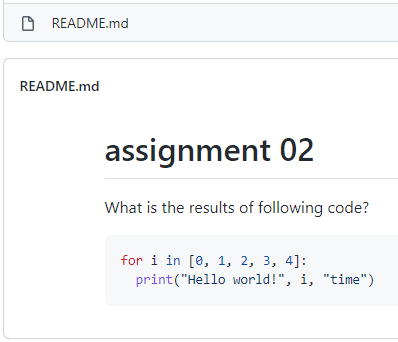 README.md
README.md
assignment 02
What is the results of following code?
for i in [0, 1, 2, 3, 4]:
  print("Hello world!", i, "time")